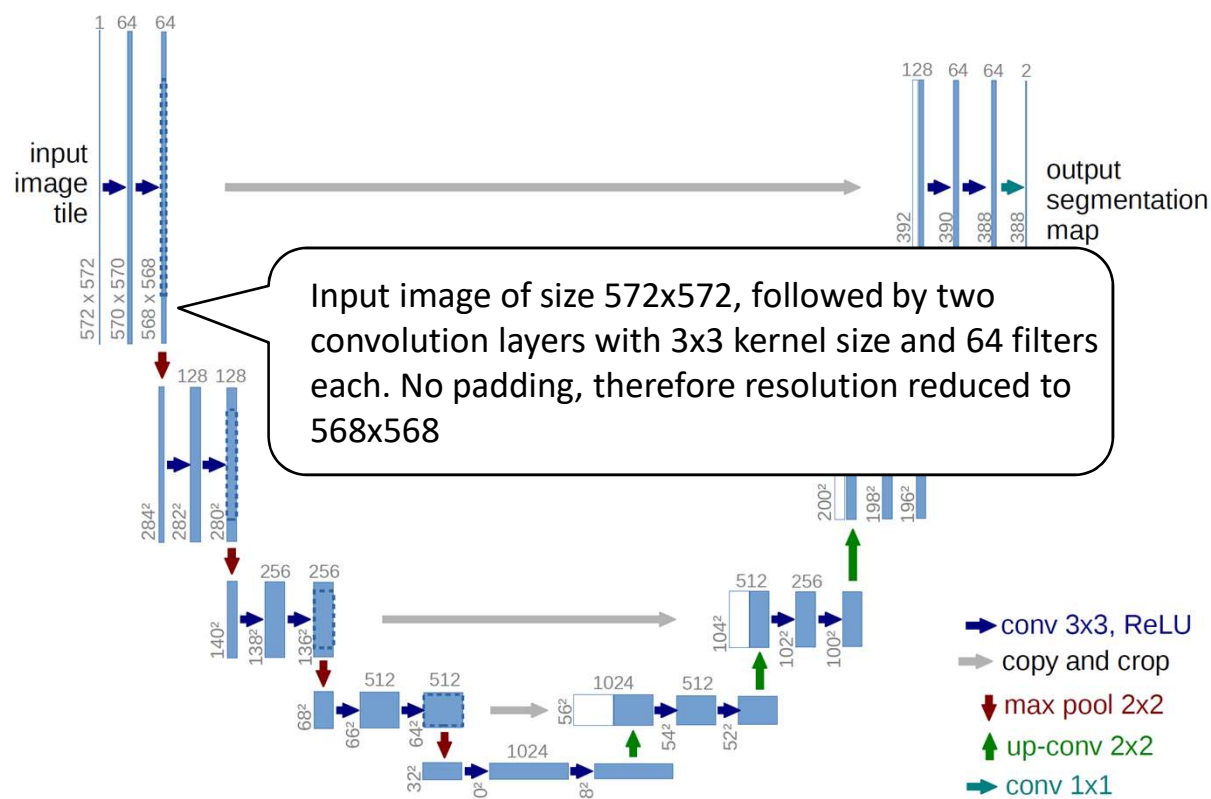 1 64 64
128 64 64 2
input
image
tile
output
segmentation
map
572 x 572
570 x 570
568 x 568
392
390
388
388
Input image of size 572x572, followed by two
convolution layers with 3x3 kernel size and 64 filters
each. No padding, therefore resolution reduced to
568x568
128 128
284²
282²
280²
200²
198²
196²
256 256
140²
138²
136²
512 256
104²
102²
100²
512 512
68²
66²
64²
1024 512
56²
54²
52²
1024
32²
0²
8²
conv 3x3, ReLU
copy and crop
max pool 2x2
up-conv 2x2
conv 1x1